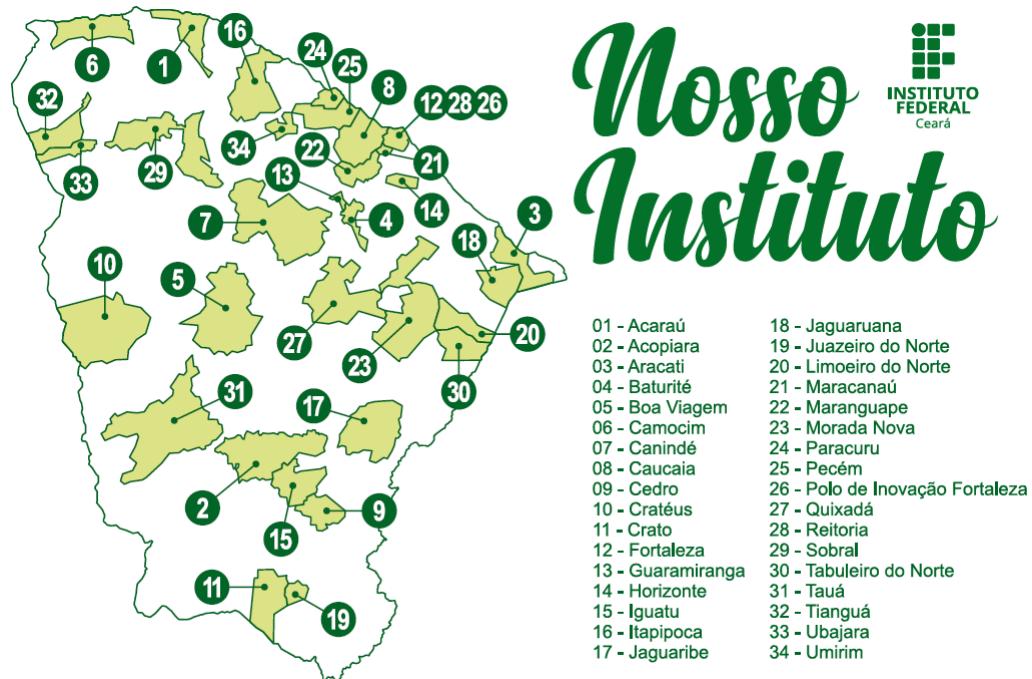 Nosso
Instituto
INSTITUTO
FEDERAL
Ceará
6
1
16
24
25
8
12 28 26
32
33
29
34
22
21
13
4
14
7
3
18
10
5
27
23
20
30
31
17
2
15
9
11
19
01 - Acaraú
02 - Acopiara
03 - Aracati
04 - Baturité
05 - Boa Viagem
06 - Camocim
07 - Canindé
08 - Caucaia
09 - Cedro
10 - Cratéus
11 - Crato
12 - Fortaleza
13 - Guaramiranga
14 - Horizonte
15 - Iguatu
16 - Itapipoca
17 - Jaguaribe
18 - Jaguaruana
19 - Juazeiro do Norte
20 - Limoeiro do Norte
21 - Maracanaú
22 - Maranguape
23 - Morada Nova
24 - Paracuru
25 - Pecém
26 - Polo de Inovação Fortaleza
27 - Quixadá
28 - Reitoria
29 - Sobral
30 - Tabuleiro do Norte
31 - Tauá
32 - Tianguá
33 - Ubajara
34 - Umirim